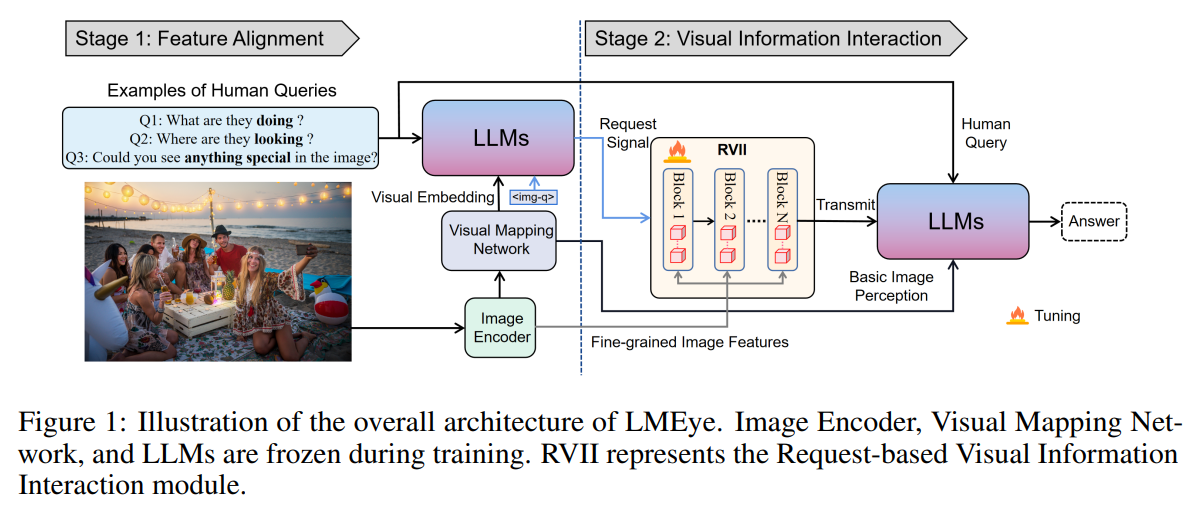 Stage 1: Feature Alignment
Stage 2: Visual Information Interaction
Examples of Human Queries
Q1: What are they doing ?
Q2: Where are they looking ?
Q3: Could you see anything special in the image?
LLMs
Visual Embedding
<img-q>
Visual Mapping
Network
Image
Encoder
Request
Signal
RVII
Block 1
Block 2
Block N
Fine-grained Image Features
Transmit
Human
Query
LLMs
Basic Image
Perception
Answer
Tuning
Figure 1: Illustration of the overall architecture of LMEye. Image Encoder, Visual Mapping Net-
work, and LLMs are frozen during training. RVII represents the Request-based Visual Information
Interaction module.